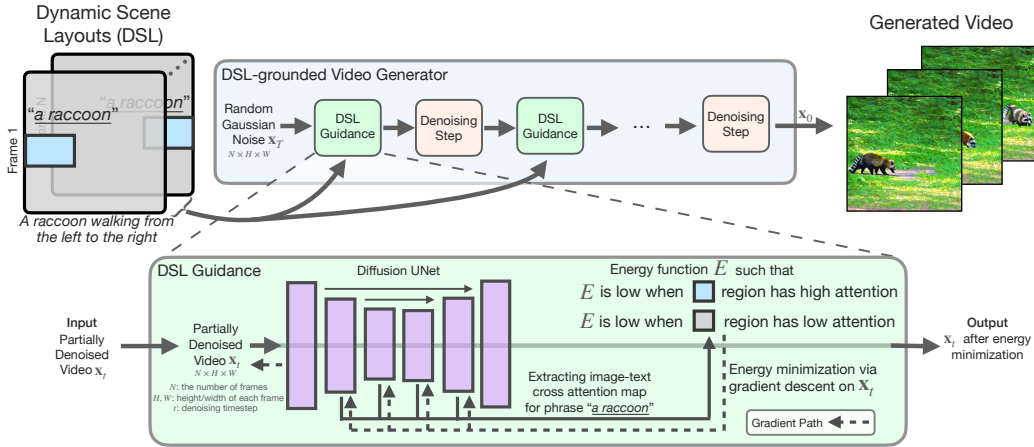 Dynamic Scene
Layouts (DSL)
Generated Video
Frame 1
"a raccoon"
"a raccoon"
A raccoon walking from
the left to the right
DSL-grounded Video Generator
Random
Gaussian
Noise x_T
N × H × W
DSL
Guidance
Denoising
Step
DSL
Guidance
...
Denoising
Step
x_0
DSL Guidance
Diffusion UNet
Energy function E such that
E is low when region has high attention
E is low when region has low attention
Input
Partially
Denoised
Video x_t
Partially
Denoised
Video x_t
N × H × W
N: the number of frames
H, W: height/width of each frame
t: denoising timestep
Extracting image-text
cross attention map
for phrase "a raccoon"
Energy minimization via
gradient descent on x_t
Gradient Path
Output
x_t after energy
minimization